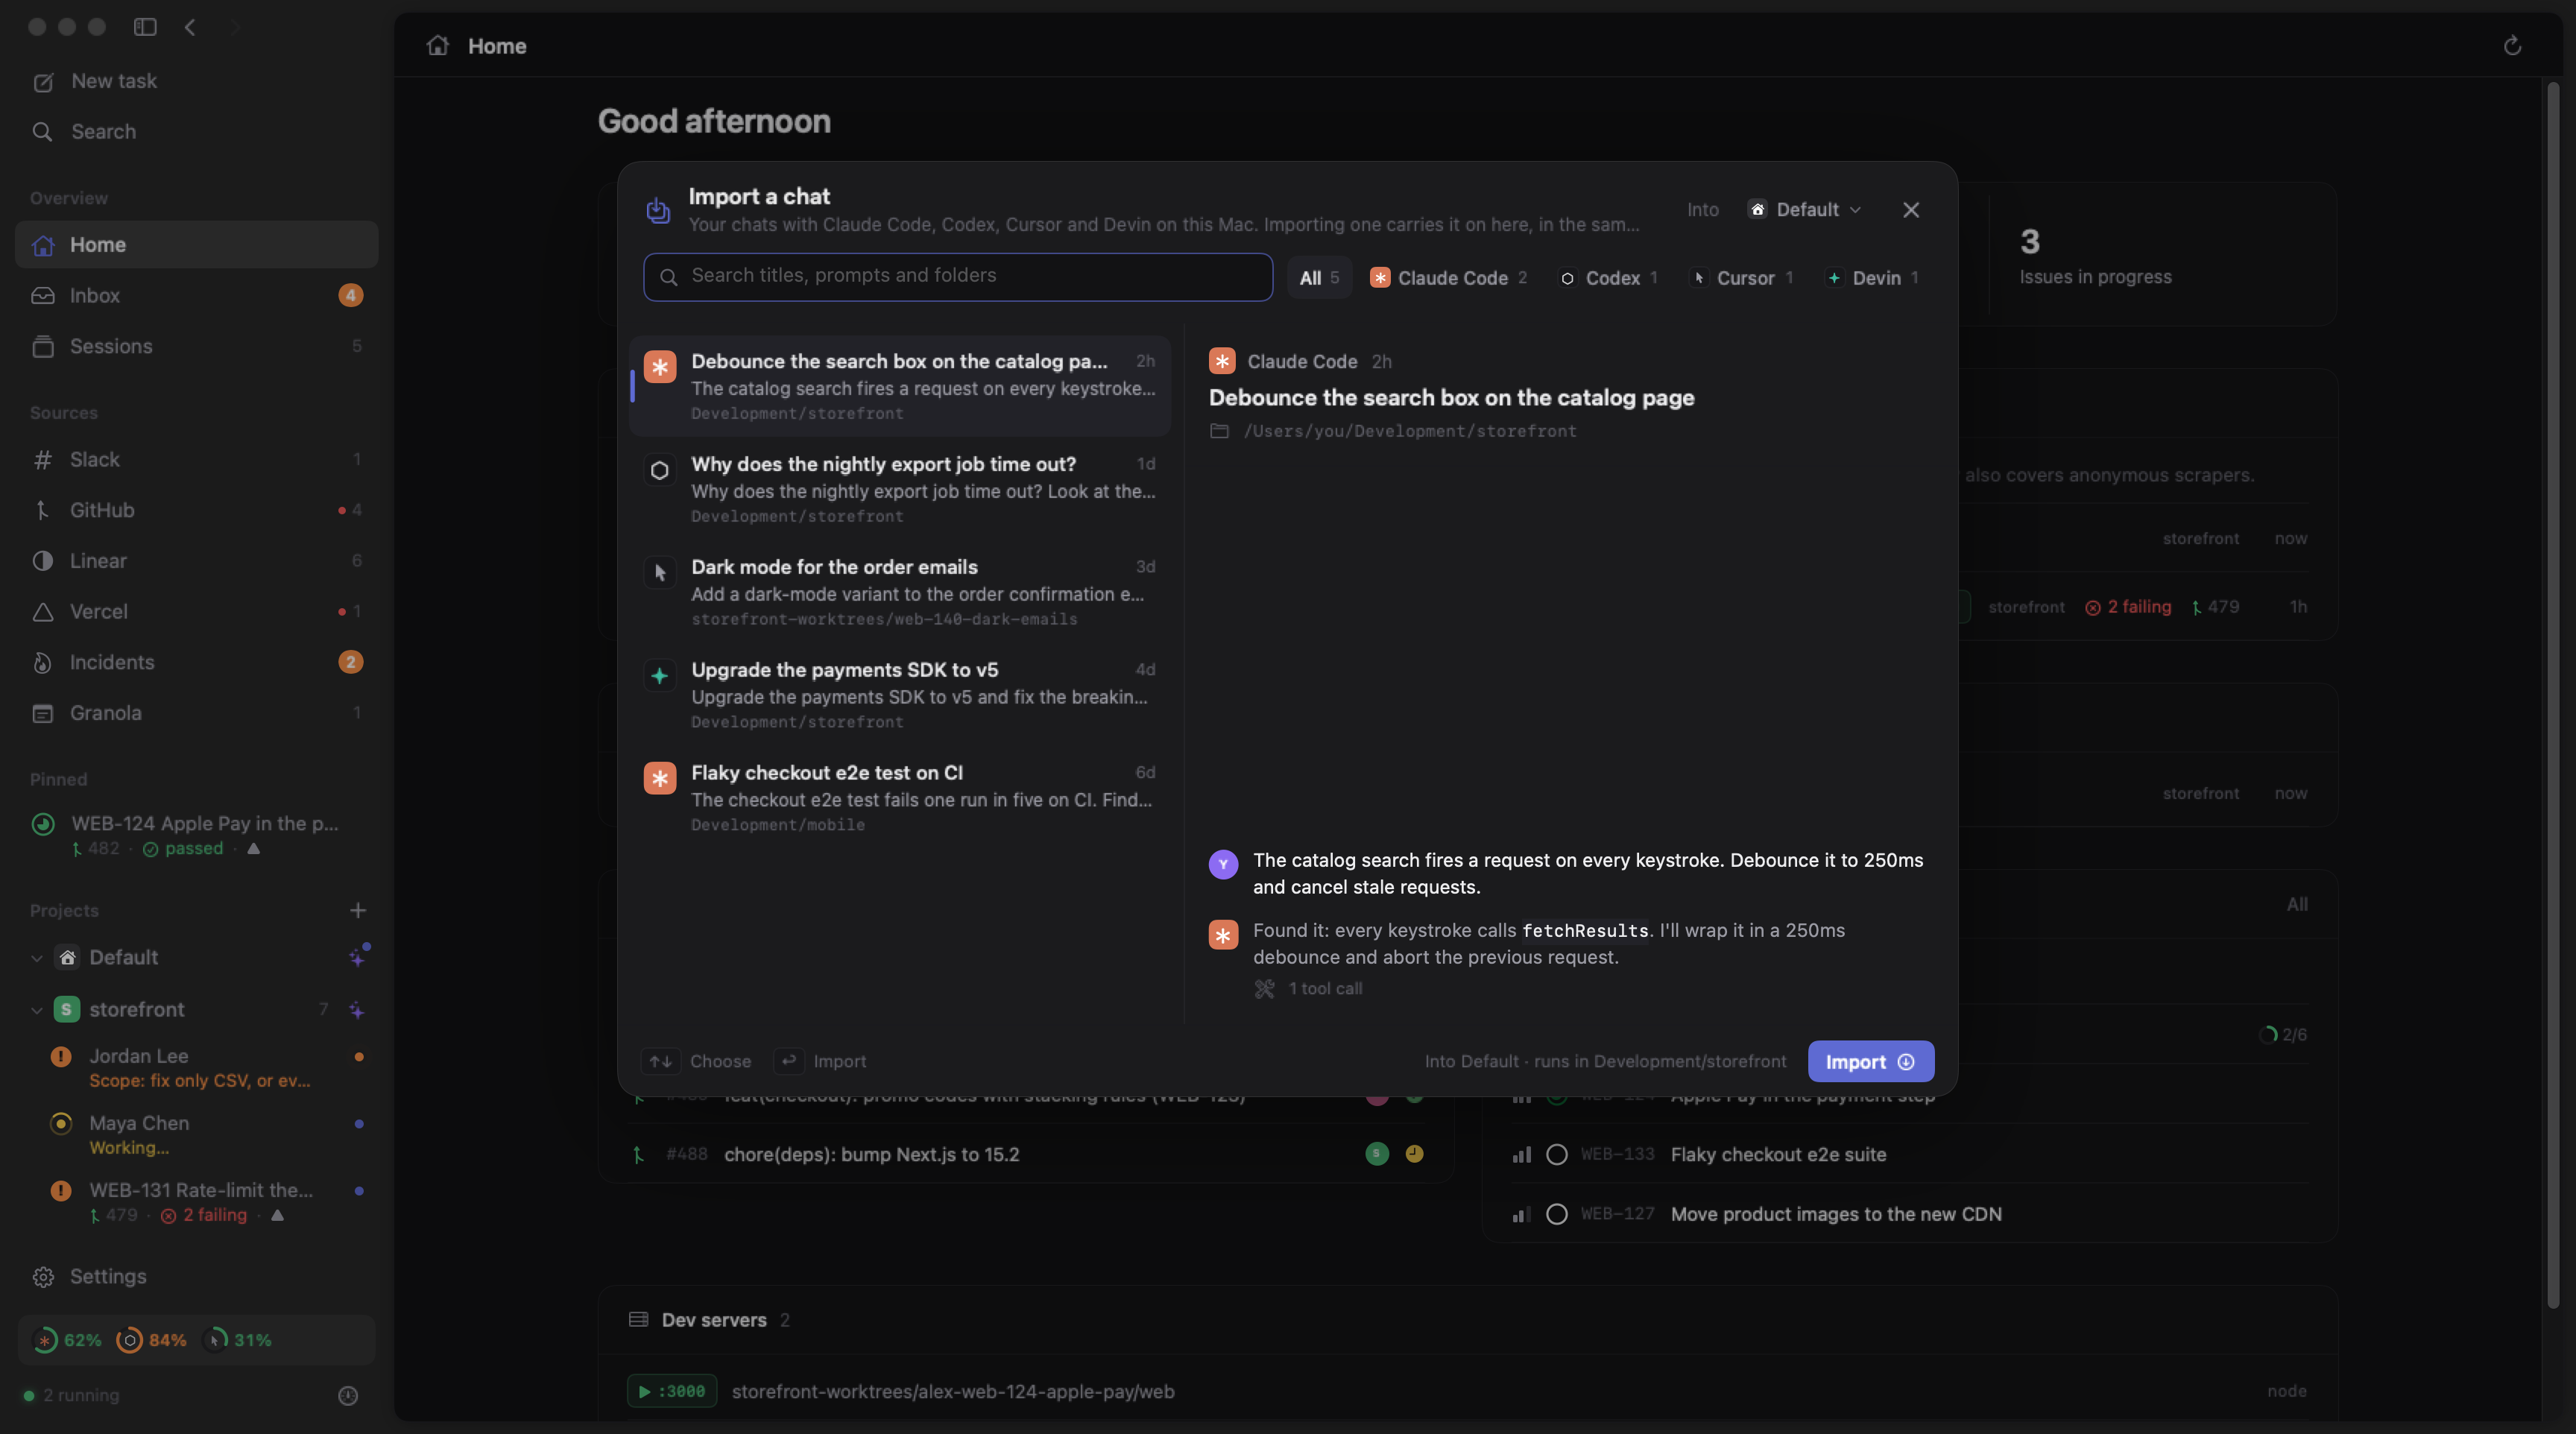 New task
Search
Overview
Home
Inbox 4
Sessions 5
Sources
Slack 1
GitHub 4
Linear 6
Vercel 1
Incidents 2
Granola 1
Pinned
WEB-124 Apple Pay in the p...
482 · passed ·
Projects
Default
S storefront 7
Jordan Lee
Scope: fix only CSV, or ev...
Maya Chen
Working...
WEB-131 Rate-limit the...
479 · 2 failing ·
Settings
62% 84% 31%
2 running
Home
Good afternoon
3
Issues in progress
also covers anonymous scrapers.
storefront now
storefront 2 failing 479 1h
storefront now
All
2/6
Import a chat
Your chats with Claude Code, Codex, Cursor and Devin on this Mac. Importing one carries it on here, in the sam...
Into Default
Search titles, prompts and folders
All 5 Claude Code 2 Codex 1 Cursor 1 Devin 1
Debounce the search box on the catalog pa... 2h
The catalog search fires a request on every keystroke...
Development/storefront
Why does the nightly export job time out? 1d
Why does the nightly export job time out? Look at the...
Development/storefront
Dark mode for the order emails 3d
Add a dark-mode variant to the order confirmation e...
storefront-worktrees/web-140-dark-emails
Upgrade the payments SDK to v5 4d
Upgrade the payments SDK to v5 and fix the breakin...
Development/storefront
Flaky checkout e2e test on CI 6d
The checkout e2e test fails one run in five on CI. Find...
Development/mobile
Claude Code 2h
Debounce the search box on the catalog page
/Users/you/Development/storefront
Y The catalog search fires a request on every keystroke. Debounce it to 250ms
and cancel stale requests.
Found it: every keystroke calls fetchResults. I'll wrap it in a 250ms
debounce and abort the previous request.
1 tool call
Choose Import
Into Default · runs in Development/storefront Import
feat(checkout): promo codes with stacking rules (WEB-123)
#488 chore(deps): bump Next.js to 15.2 S
WEB-124 Apple Pay in the payment step
WEB-133 Flaky checkout e2e suite
WEB-127 Move product images to the new CDN
Dev servers 2
:3000 storefront-worktrees/alex-web-124-apple-pay/web node